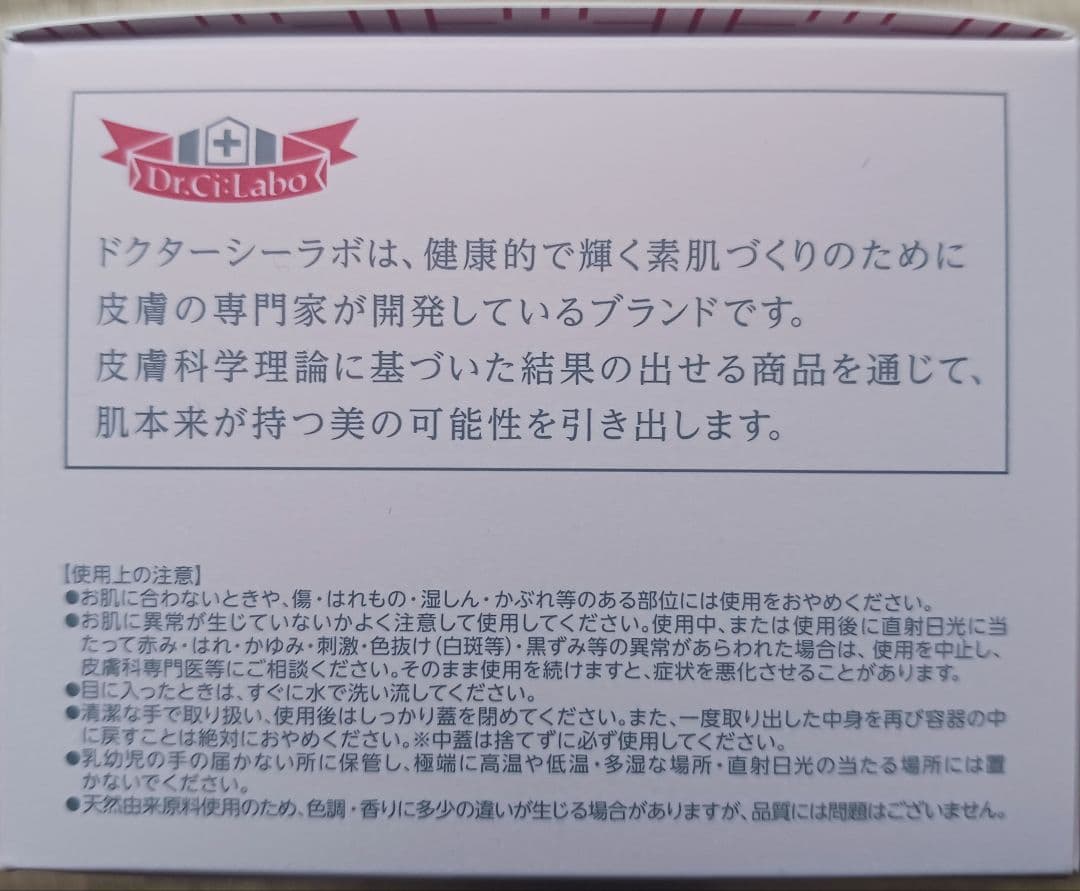 Dr.Ci:Labo
ドクターシーラボは、健康的で輝く素肌づくりのために
皮膚の専門家が開発しているブランドです。
皮膚科学理論に基づいた結果の出せる商品を通じて、
肌本来が持つ美の可能性を引き出します。
【使用上の注意】
●お肌に合わないときや、傷・はれもの・湿しん・かぶれ等のある部位には使用をおやめください。
●お肌に異常が生じていないかよく注意して使用してください。使用中、または使用後に直射日光に当
たって赤み・はれ・かゆみ・刺激・色抜け(白斑等)・黒ずみ等の異常があらわれた場合は、使用を中止し、
皮膚科専門医等にご相談ください。そのまま使用を続けますと、症状を悪化させることがあります。
●目に入ったときは、すぐに水で洗い流してください。
●清潔な手で取り扱い、使用後はしっかり蓋を閉めてください。また、一度取り出した中身を再び容器の中
に戻すことは絶対におやめください。※中蓋は捨てずに必ず使用してください。
●乳幼児の手の届かない所に保管し、極端に高温や低温・多湿な場所・直射日光の当たる場所には置
かないでください。
●天然由来原料使用のため、色調・香りに多少の違いが生じる場合がありますが、品質には問題はございません。